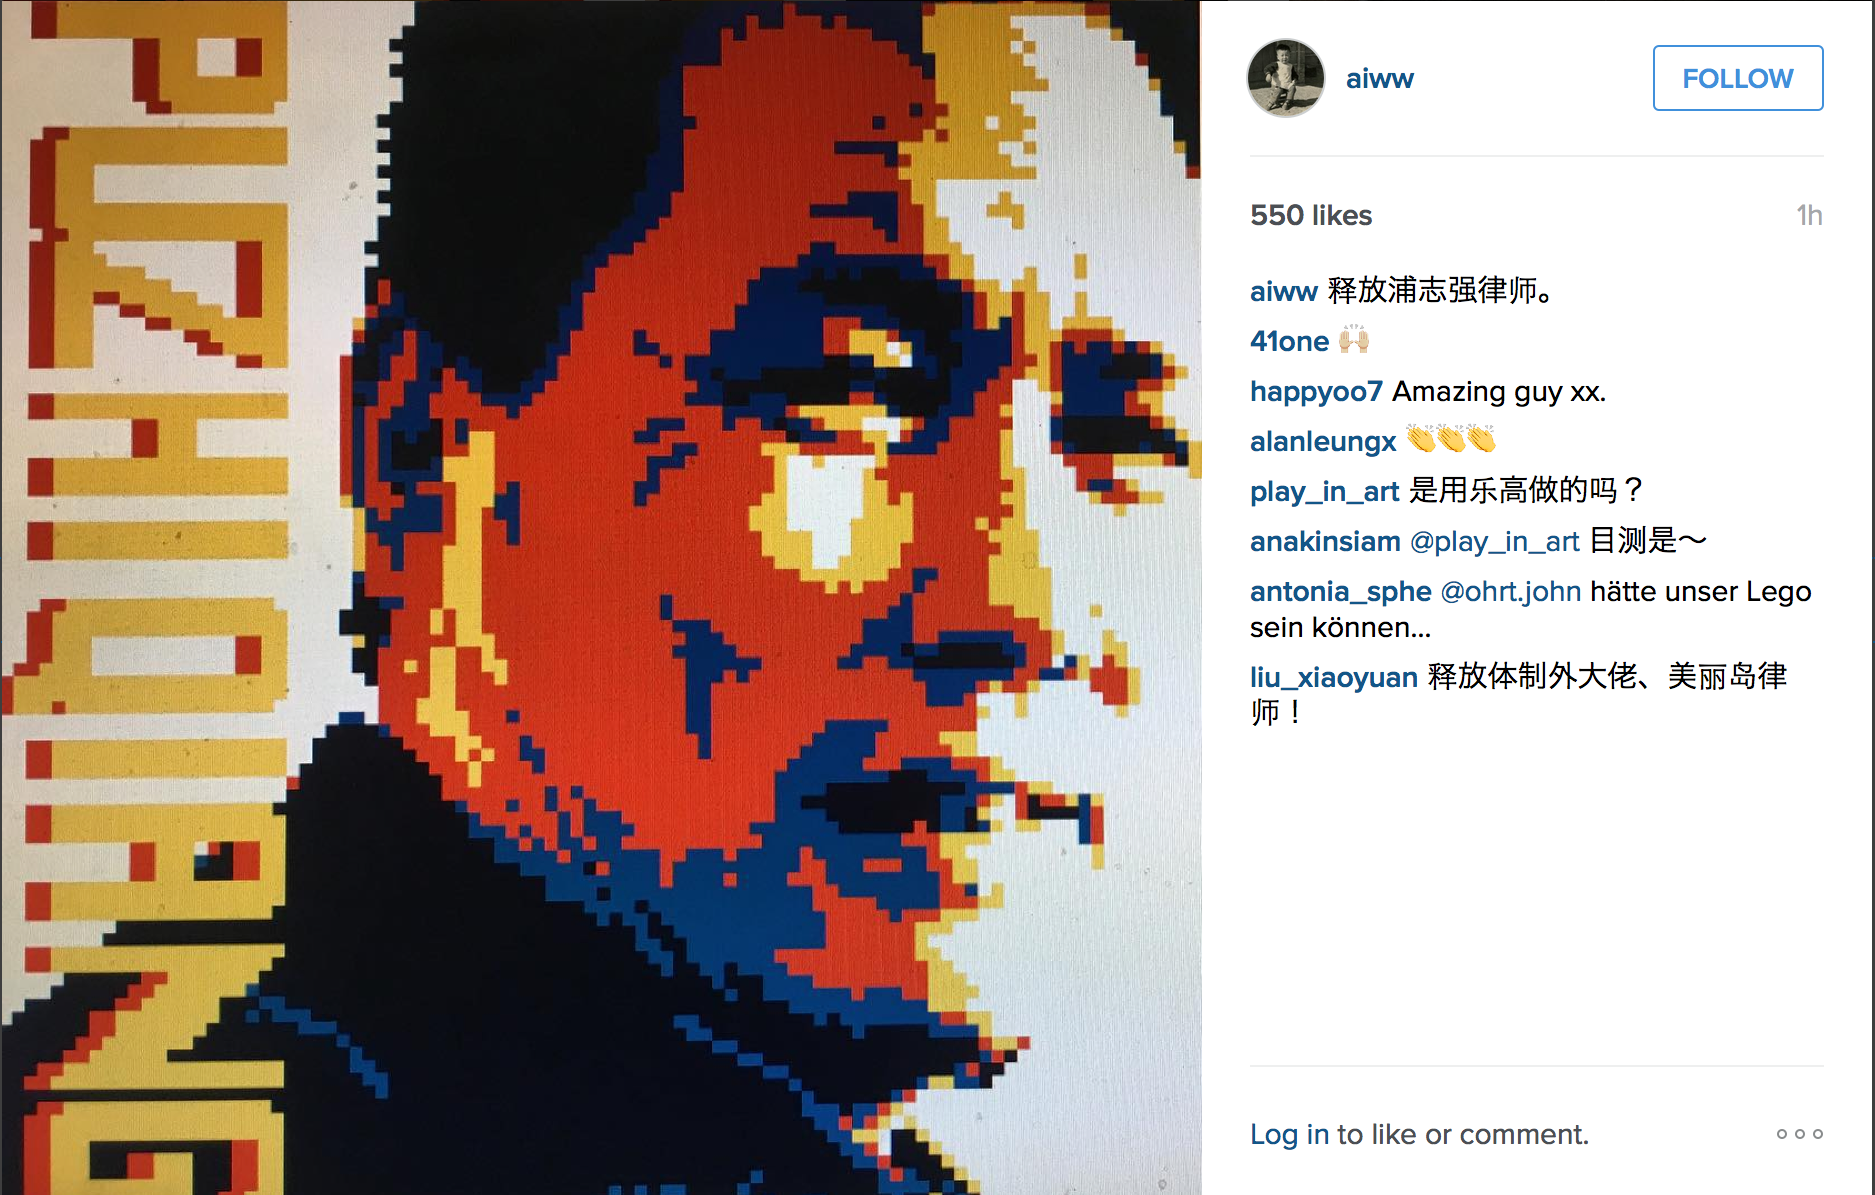 PU ZHIQIANG
aiww
FOLLOW
550 likes
1h
aiww 释放浦志强律师。
41one 🙌🏼
happyoo7 Amazing guy xx.
alanleungx 👏👏👏
play_in_art 是用乐高做的吗？
anakinsiam @play_in_art 目测是～
antonia_sphe @ohrt.john hätte unser Lego
sein können...
liu_xiaoyuan 释放体制外大佬、美丽岛律
师！
Log in to like or comment.